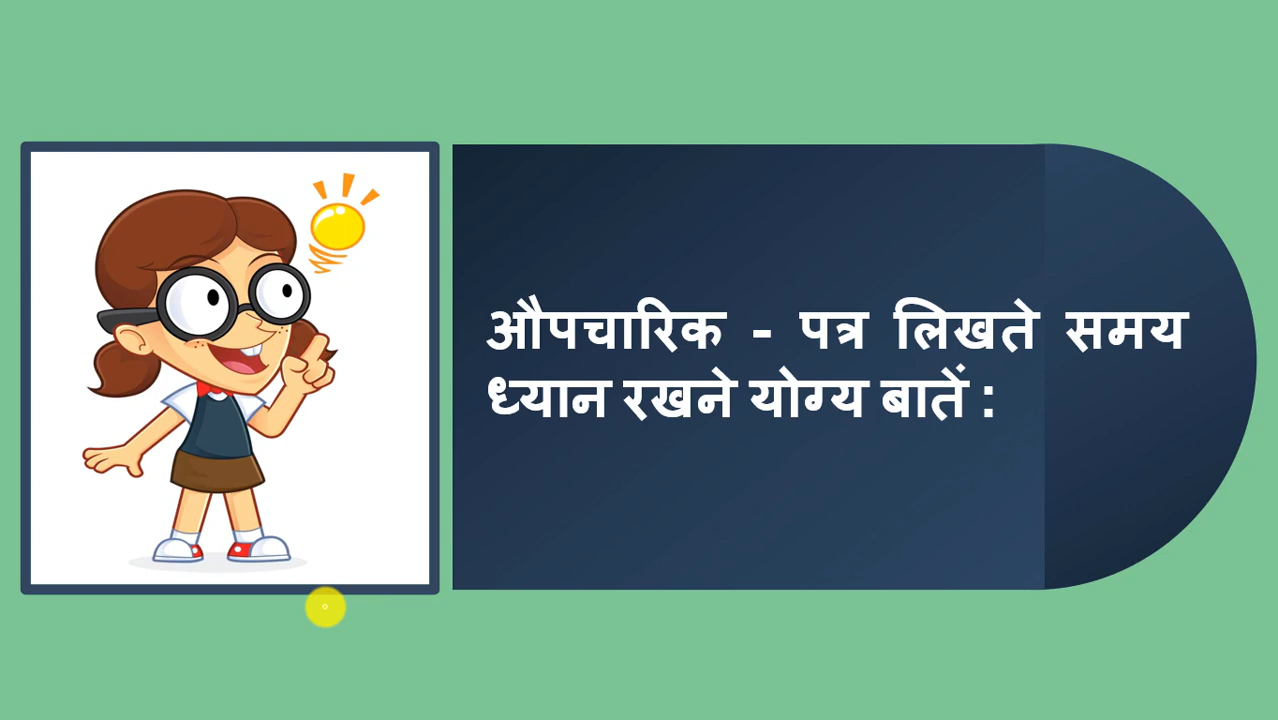 औपचारिक - पत्र लिखते समय
ध्यान रखने योग्य बातें :